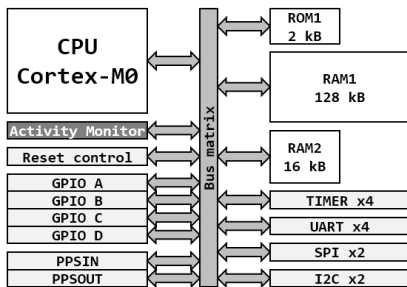 CPU
Cortex-M0
Activity Monitor
Reset control
GPIO A
GPIO B
GPIO C
GPIO D
PPSIN
PPSOUT
Bus matrix
ROM1
2 kB
RAM1
128 kB
RAM2
16 kB
TIMER x4
UART x4
SPI x2
I2C x2